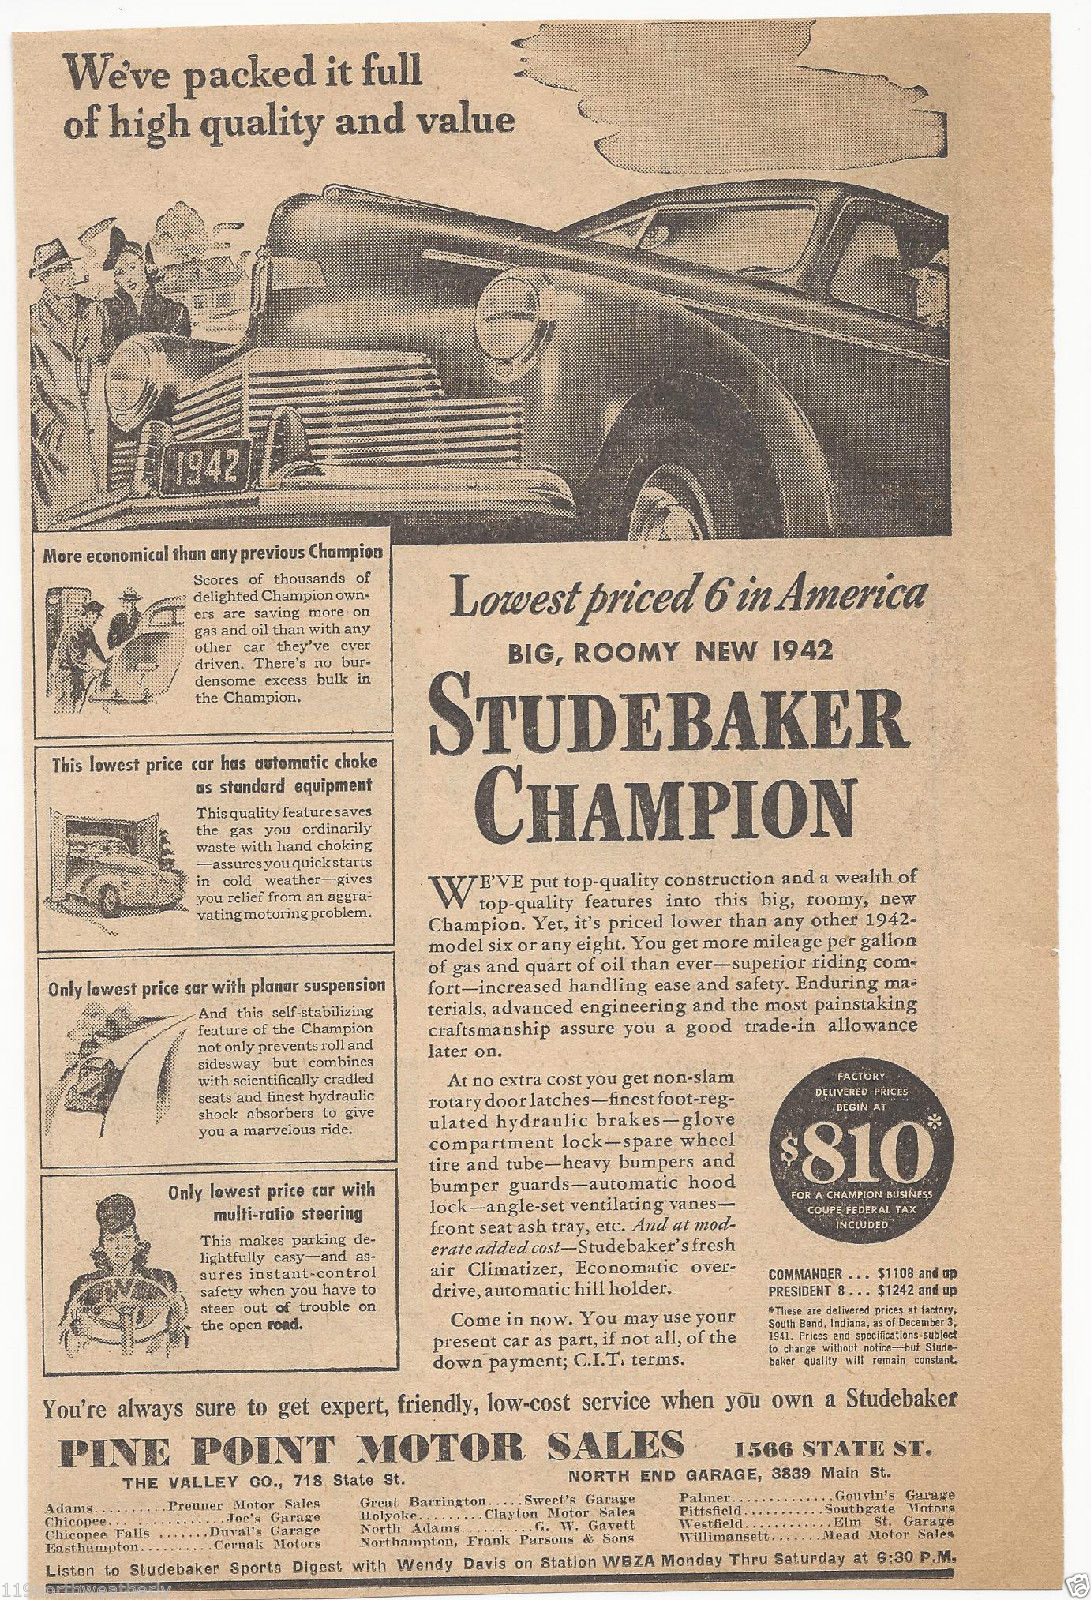 We've packed it full
of high quality and value
1942
More economical than any previous Champion
Scores of thousands of
delighted Champion own-
ers are saving more on
gas and oil than with any
other car they've ever
driven. There's no bur-
densome excess bulk in
the Champion.
This lowest price car has automatic choke
as standard equipment
This quality feature saves
the gas you ordinarily
waste with hand choking
—assures you quick starts
in cold weather—gives
you relief from an aggra-
vating motoring problem.
Only lowest price car with planar suspension
And this self-stabilizing
feature of the Champion
not only prevents roll and
sidesway but combines
with scientifically cradled
seats and finest hydraulic
shock absorbers to give
you a marvelous ride.
Only lowest price car with
multi-ratio steering
This makes parking de-
lightfully easy—and as-
sures instant-control
safety when you have to
steer out of trouble on
the open road.
Lowest priced 6 in America
BIG, ROOMY NEW 1942
STUDEBAKER
CHAMPION
WE'VE put top-quality construction and a wealth of
top-quality features into this big, roomy, new
Champion. Yet, it's priced lower than any other 1942-
model six or any eight. You get more mileage per gallon
of gas and quart of oil than ever—superior riding com-
fort—increased handling ease and safety. Enduring ma-
terials, advanced engineering and the most painstaking
craftsmanship assure you a good trade-in allowance
later on.
At no extra cost you get non-slam
rotary door latches—finest foot-reg-
ulated hydraulic brakes—glove
compartment lock—spare wheel
tire and tube—heavy bumpers and
bumper guards—automatic hood
lock—angle-set ventilating vanes—
front seat ash tray, etc. And at mod-
erate added cost—Studebaker's fresh
air Climatizer, Economatic over-
drive, automatic hill holder.
Come in now. You may use your
present car as part, if not all, of the
down payment; C.I.T. terms.
FACTORY
DELIVERED PRICES
BEGIN AT
$810*
FOR A CHAMPION BUSINESS
COUPE FEDERAL TAX
INCLUDED
COMMANDER ... $1108 and up
PRESIDENT 8 ... $1242 and up
*These are delivered prices at factory,
South Bend, Indiana, as of December 3,
1941. Prices and specifications subject
to change without notice—but Stude-
baker quality will remain constant.
You're always sure to get expert, friendly, low-cost service when you own a Studebaker
PINE POINT MOTOR SALES 1566 STATE ST.
THE VALLEY CO., 718 State St. NORTH END GARAGE, 3839 Main St.
Adams.........Prenner Motor Sales
Chicopee............Joe's Garage
Chicopee Falls .......Duval's Garage
Easthampton.........Cernak Motors
Great Barrington....Sweet's Garage
Holyoke........Clayton Motor Sales
North Adams ........G. W. Gavett
Northampton, Frank Parsons & Sons
Palmer............Gouvin's Garage
Pittsfield..........Southgate Motors
Westfield..........Elm St. Garage
Willimansett.......Mead Motor Sales
Listen to Studebaker Sports Digest with Wendy Davis on Station WBZA Monday Thru Saturday at 6:30 P.M.
119northweatherly